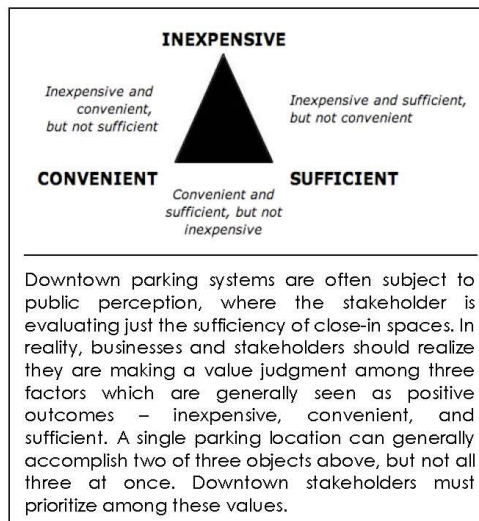 INEXPENSIVE
Inexpensive and
convenient,
but not sufficient
Inexpensive and sufficient,
but not convenient
CONVENIENT
SUFFICIENT
Convenient and
sufficient, but not
inexpensive
Downtown parking systems are often subject to
public perception, where the stakeholder is
evaluating just the sufficiency of close-in spaces. In
reality, businesses and stakeholders should realize
they are making a value judgment among three
factors which are generally seen as positive
outcomes – inexpensive, convenient, and
sufficient. A single parking location can generally
accomplish two of three objects above, but not all
three at once. Downtown stakeholders must
prioritize among these values.